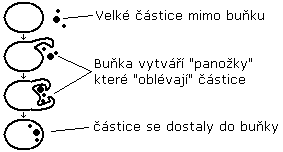 Velké částice mimo buňku
Buňka vytváří "panožky"
které "oblévají" částice
částice se dostaly do buňky